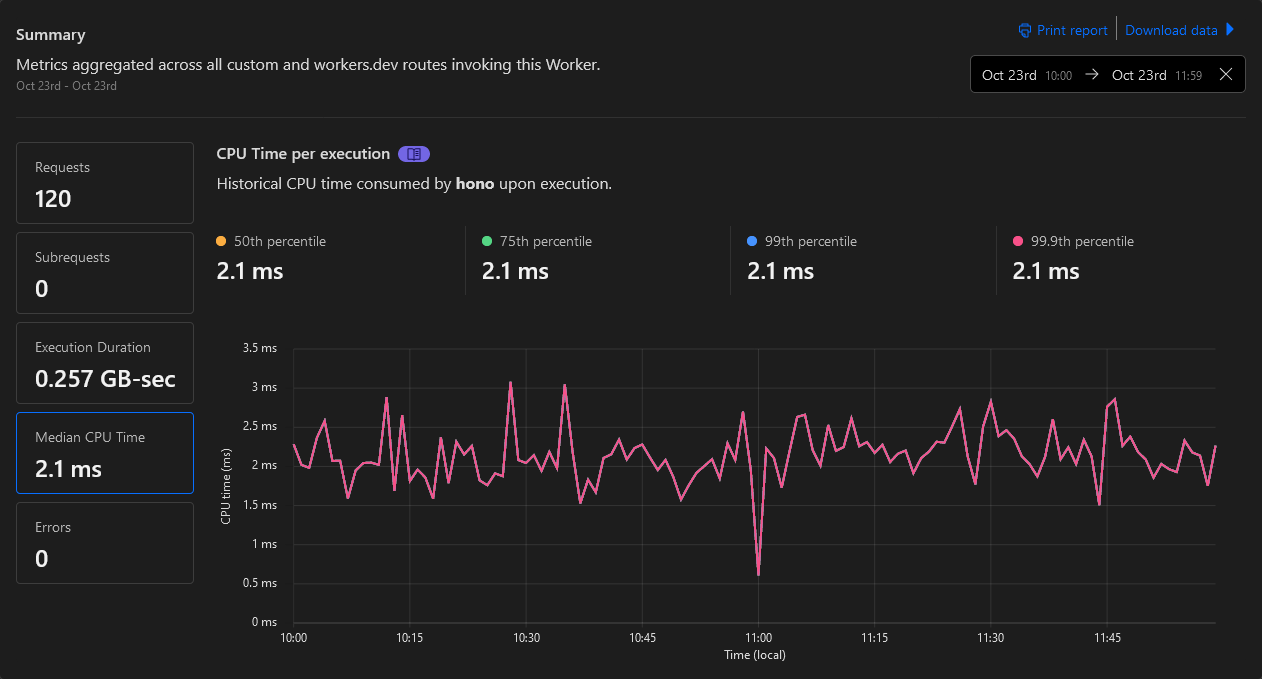 Summary
Print report
Download data
Metrics aggregated across all custom and workers.dev routes invoking this Worker.
Oct 23rd - Oct 23rd
Oct 23rd 10:00 → Oct 23rd 11:59
Requests
120
Subrequests
0
Execution Duration
0.257 GB-sec
Median CPU Time
2.1 ms
Errors
0
CPU Time per execution
Historical CPU time consumed by hono upon execution.
50th percentile
2.1 ms
75th percentile
2.1 ms
99th percentile
2.1 ms
99.9th percentile
2.1 ms
3.5 ms
3 ms
2.5 ms
2 ms
1.5 ms
1 ms
0.5 ms
0 ms
CPU time (ms)
10:00 10:15 10:30 10:45 11:00 11:15 11:30 11:45
Time (local)